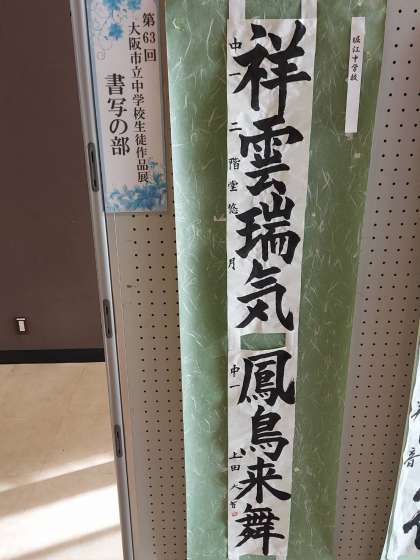 堀江中学校
祥雲瑞気
中一 二階堂悠月
鳳鳥来舞
中一 上田
第63回
大阪市立中学校生徒作品展
書写の部
音